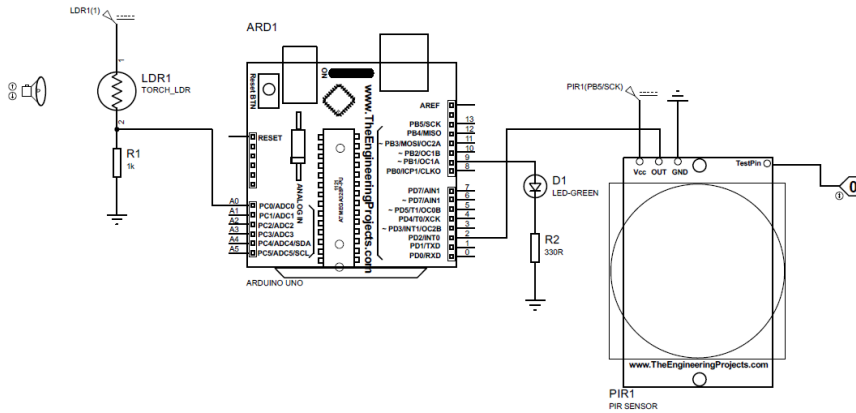 LDR1(1)
1
LDR1
TORCH_LDR
2
R1
1k
ARD1
Reset BTN
ON
www.TheEngineeringProjects.com
RESET
ANALOG IN
A0 PC0/ADC0
A1 PC1/ADC1
A2 PC2/ADC2
A3 PC3/ADC3
A4 PC4/ADC4/SDA
A5 PC5/ADC5/SCL
AREF
PB5/SCK 13
PB4/MISO 12
~ PB3/MOSI/OC2A 11
~ PB2/OC1B 10
~ PB1/OC1A 9
PB0/ICP1/CLKO 8
PD7/AIN1 7
~ PD7/AIN1 6
~ PD5/T1/OC0B 5
PD4/T0/XCK 4
~ PD3/INT1/OC2B 3
PD2/INT0 2
PD1/TXD 1
PD0/RXD 0
ARDUINO UNO
D1
LED-GREEN
R2
330R
PIR1(PB5/SCK)
Vcc OUT GND
TestPin
0
www.TheEngineeringProjects.com
PIR1
PIR SENSOR